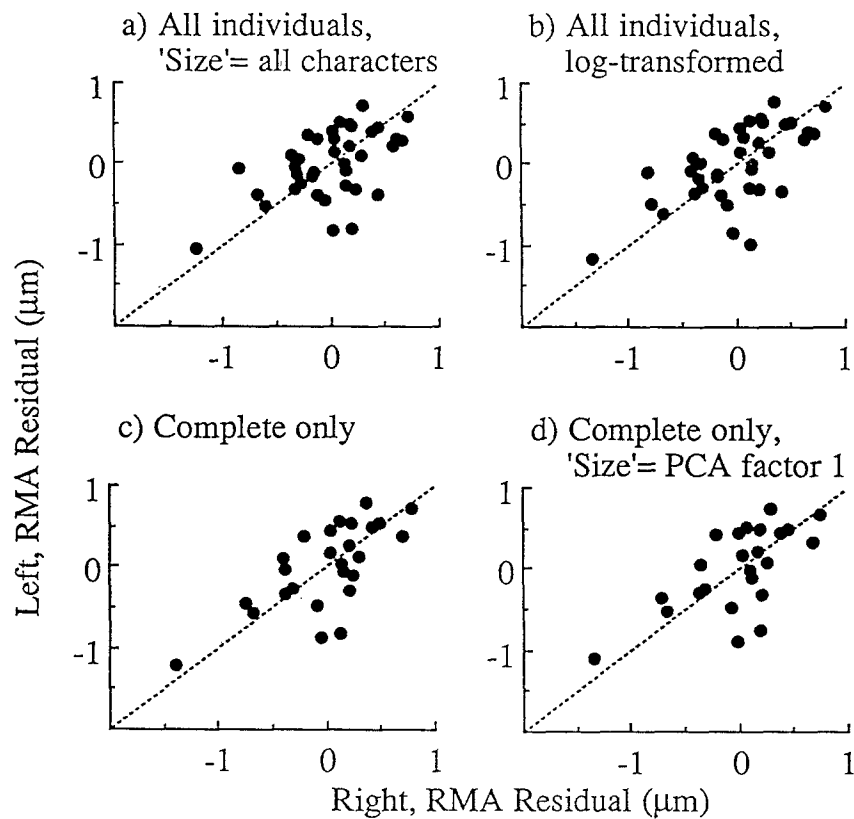 a) All individuals,
'Size'= all characters
b) All individuals,
log-transformed
1
0
-1
-1
0
1
1
0
-1
-1
0
1
c) Complete only
d) Complete only,
'Size'= PCA factor 1
1
0
-1
-1
0
1
1
0
-1
-1
0
1
Left, RMA Residual (μm)
Right, RMA Residual (μm)